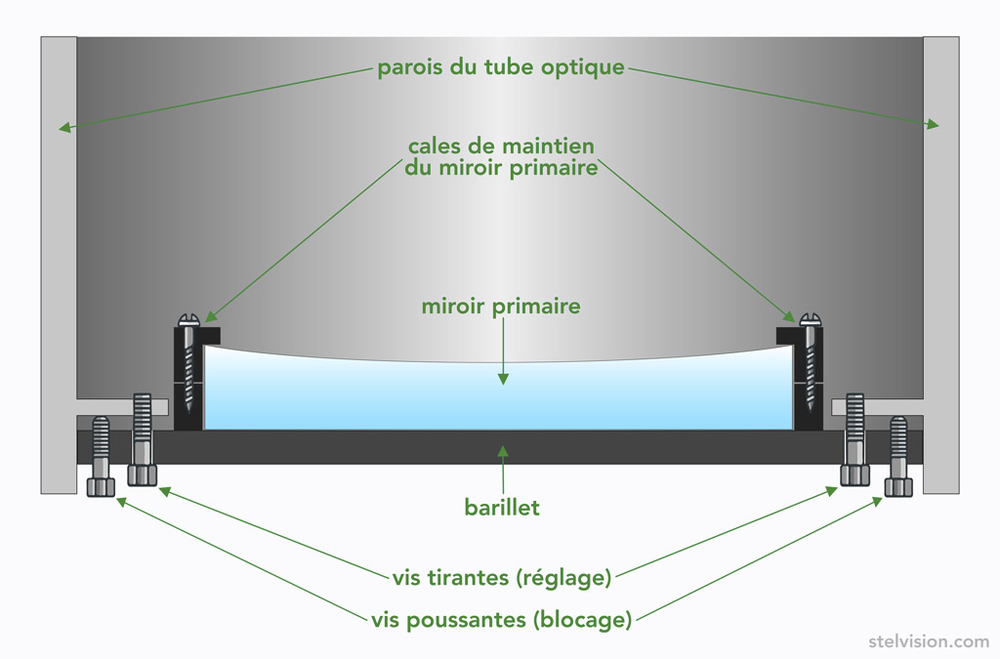 parois du tube optique
cales de maintien
du miroir primaire
miroir primaire
barillet
vis tirantes (réglage)
vis poussantes (blocage)
stelvision.com